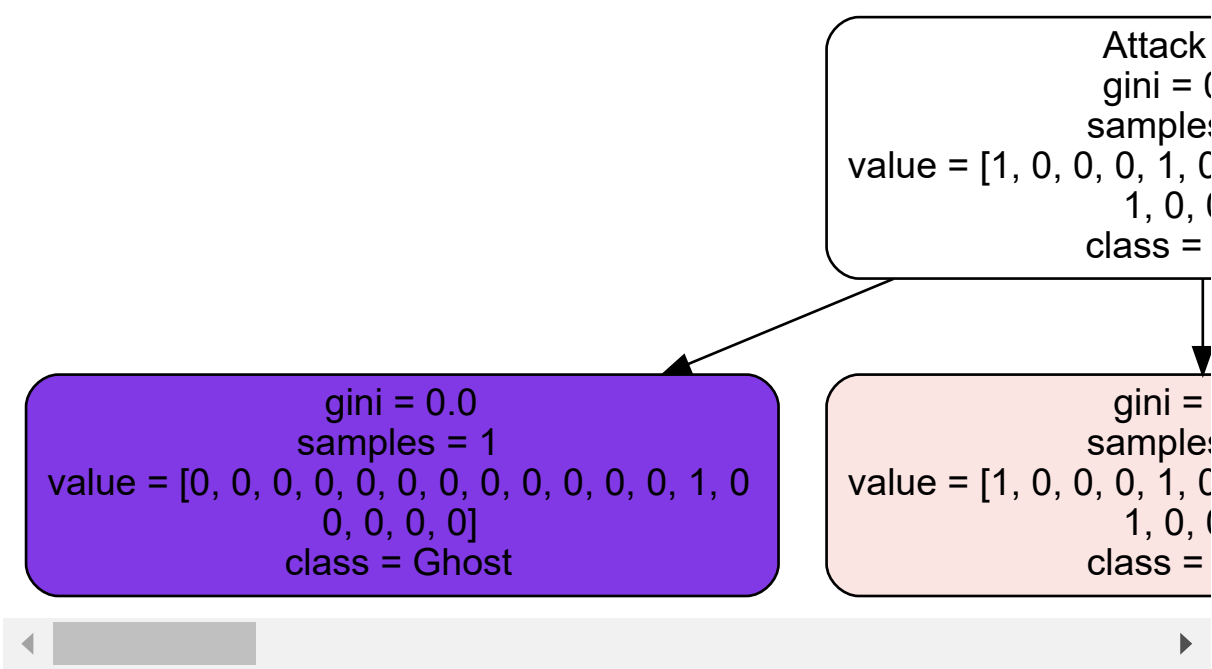 Attack
gini = 0
samples
value = [1, 0, 0, 0, 1, 0
1, 0, 0
class =
gini = 0.0
samples = 1
value = [0, 0, 0, 0, 0, 0, 0, 0, 0, 0, 0, 0, 1, 0
0, 0, 0, 0]
class = Ghost
gini =
samples
value = [1, 0, 0, 0, 1, 0
1, 0, 0
class =